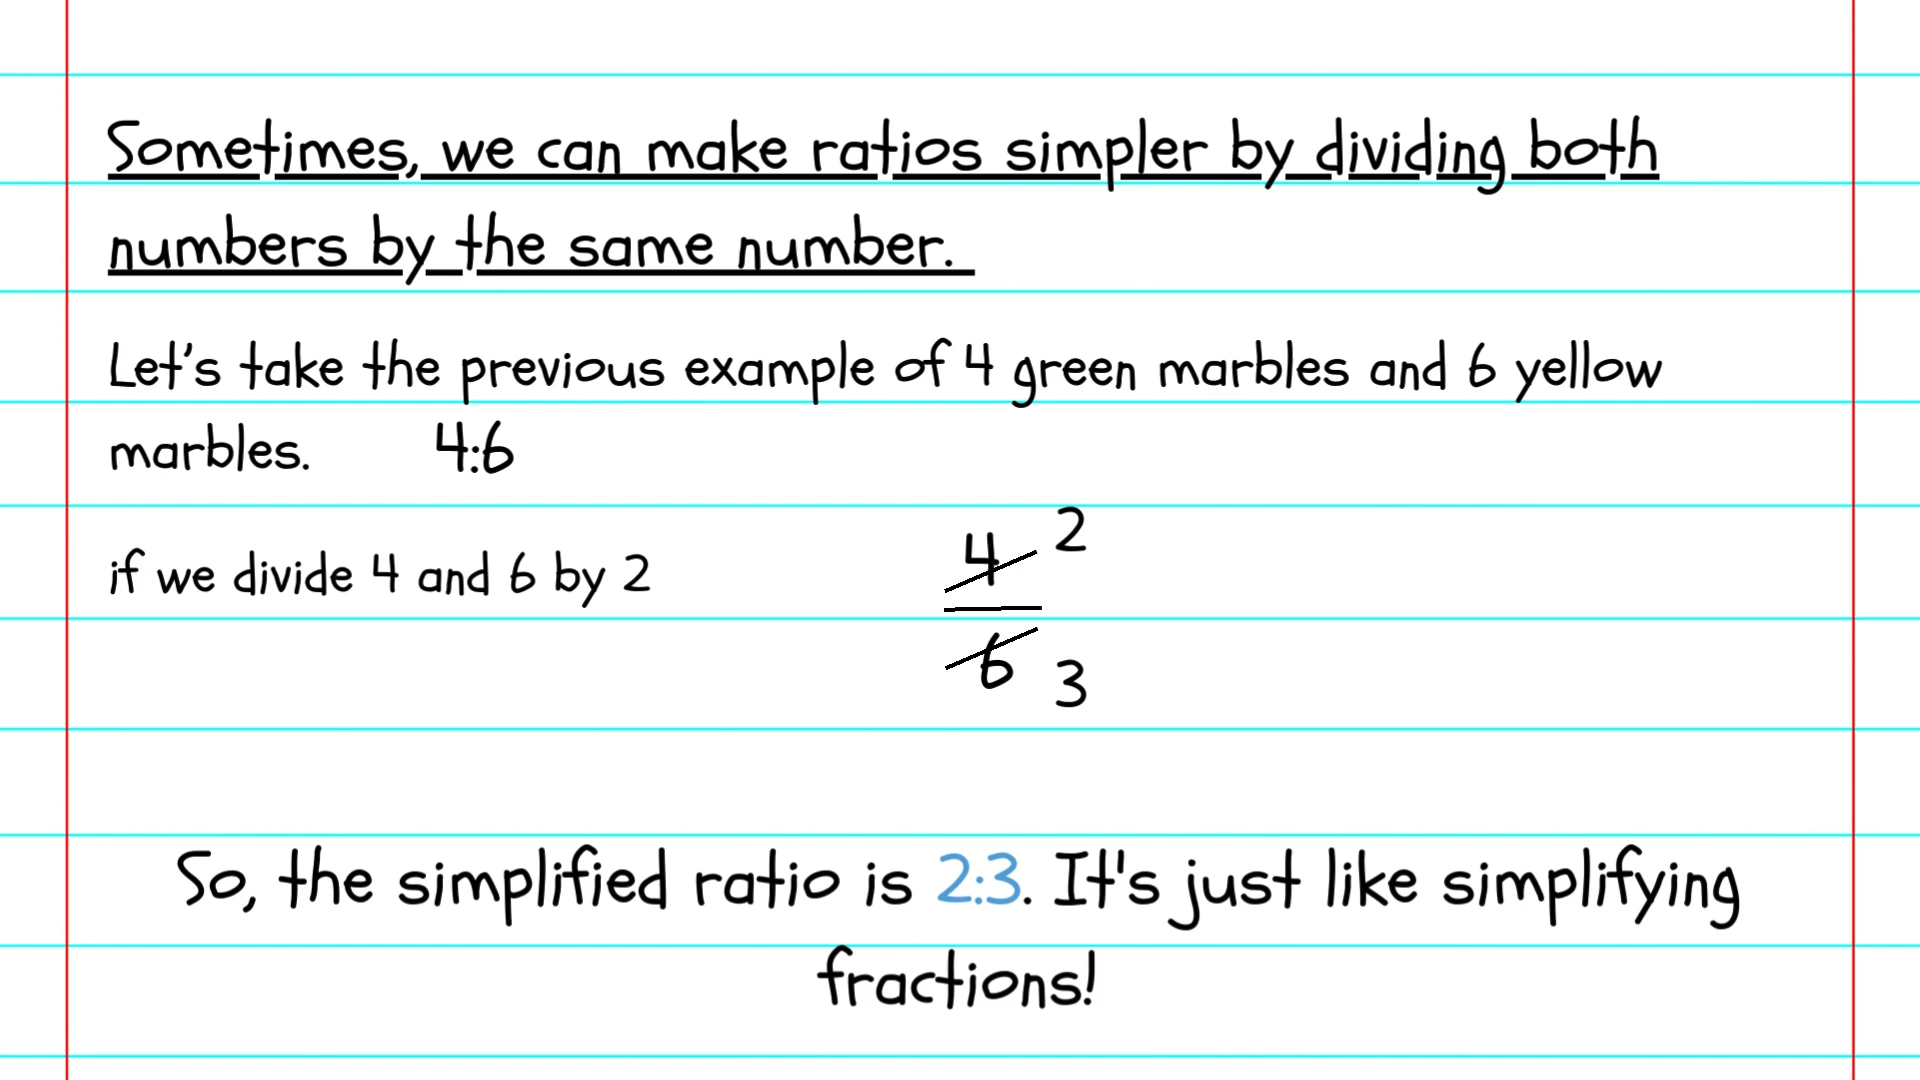 Sometimes, we can make ratios simpler by dividing both
numbers by the same number.
Let's take the previous example of 4 green marbles and 6 yellow
marbles. 4:6
if we divide 4 and 6 by 2
4 2
6 3
So, the simplified ratio is 2:3. It's just like simplifying
fractions!